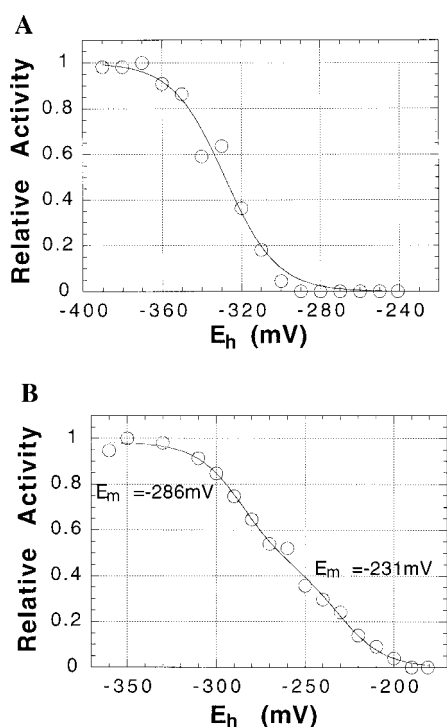 A
Relative Activity
1
0.8
0.6
0.4
0.2
0
-400 -360 -320 -280 -240
Eh (mV)
B
Relative Activity
1
0.8
0.6
0.4
0.2
0
Em =-286mV
Em =-231mV
-350 -300 -250 -200
Eh (mV)